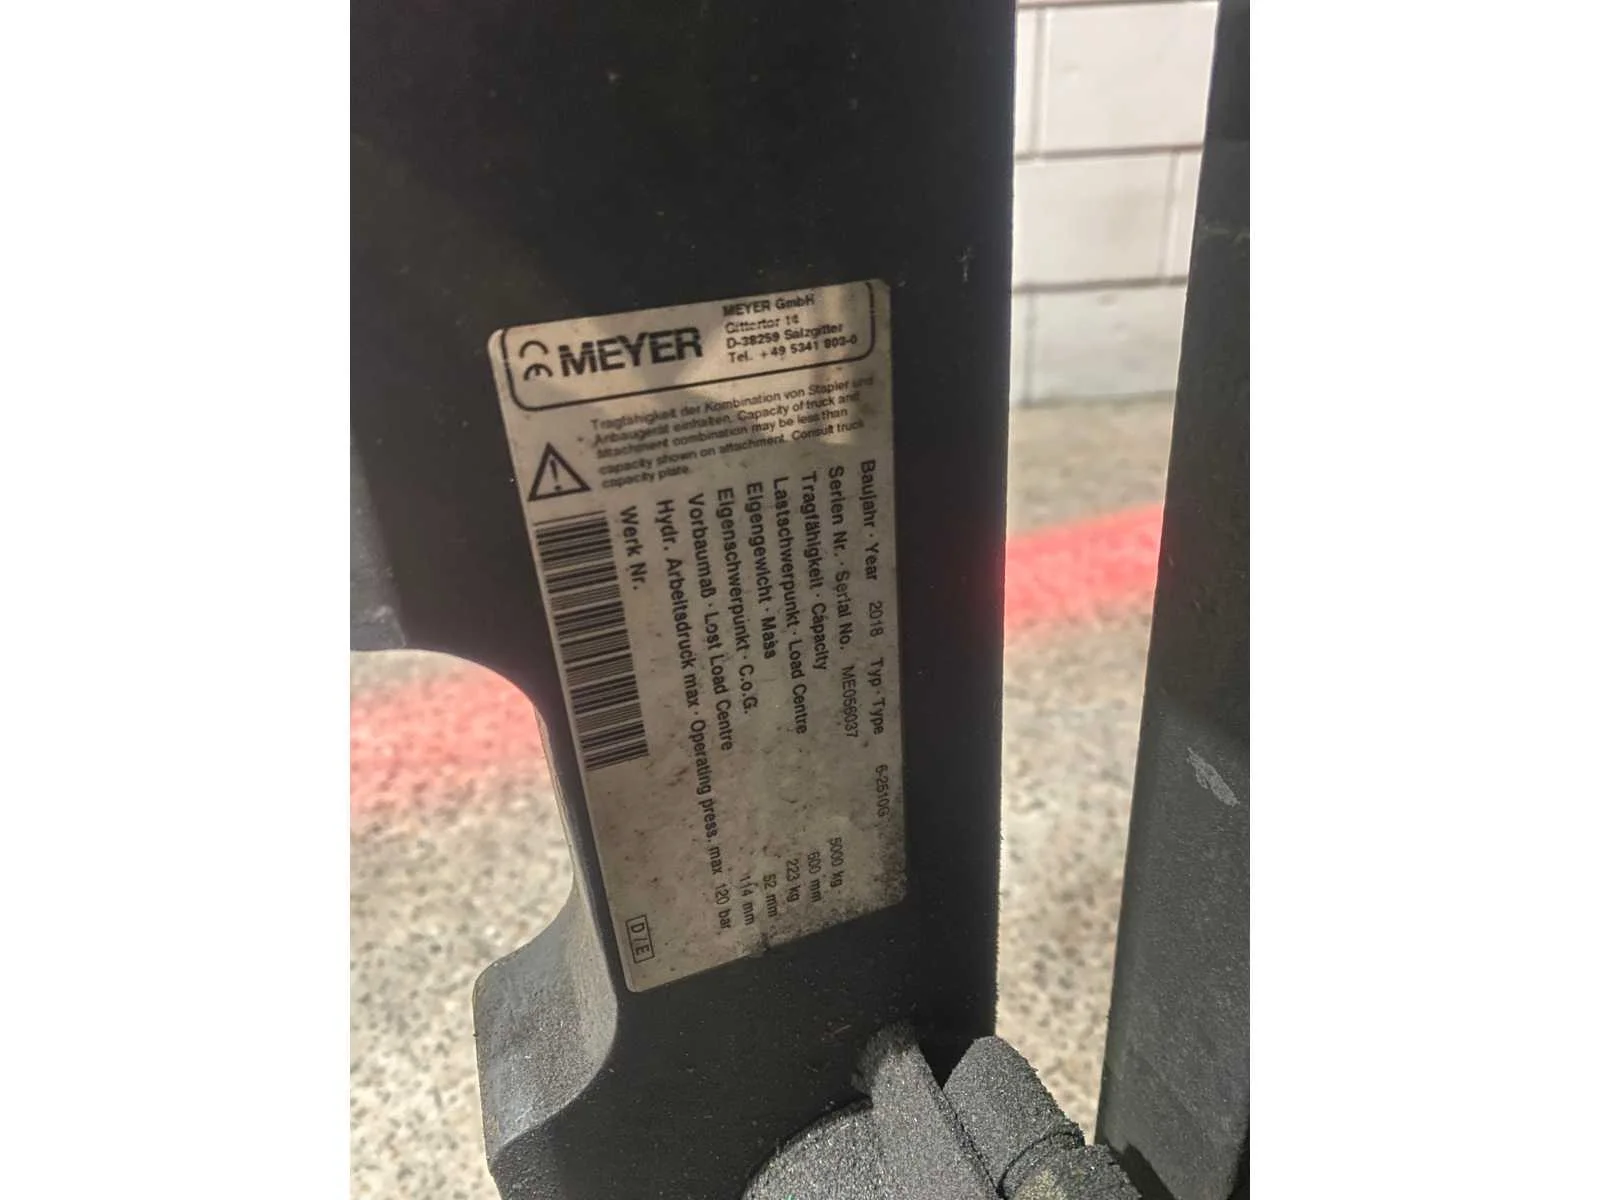 CE MEYER
MEYER GmbH
Gittertor 14
D-38259 Salzgitter
Tel. +49 5341 803-0
Tragfähigkeit der Kombination von Stapler und
Anbaugerät einhalten. Capacity of truck and
attachment combination may be less than
capacity shown on attachment. Consult truck
capacity plate.
Baujahr · Year 2018 Typ · Type 6-2510G
Serien Nr. · Serial No. ME056037
Tragfähigkeit · Capacity 5000 kg
Lastschwerpunkt · Load Centre 600 mm
Eigengewicht · Mass 223 kg
Eigenschwerpunkt · C.o.G. 52 mm
Vorbaumaß · Lost Load Centre 114 mm
Hydr. Arbeitsdruck max · Operating press. max 120 bar
Werk Nr.
D / E